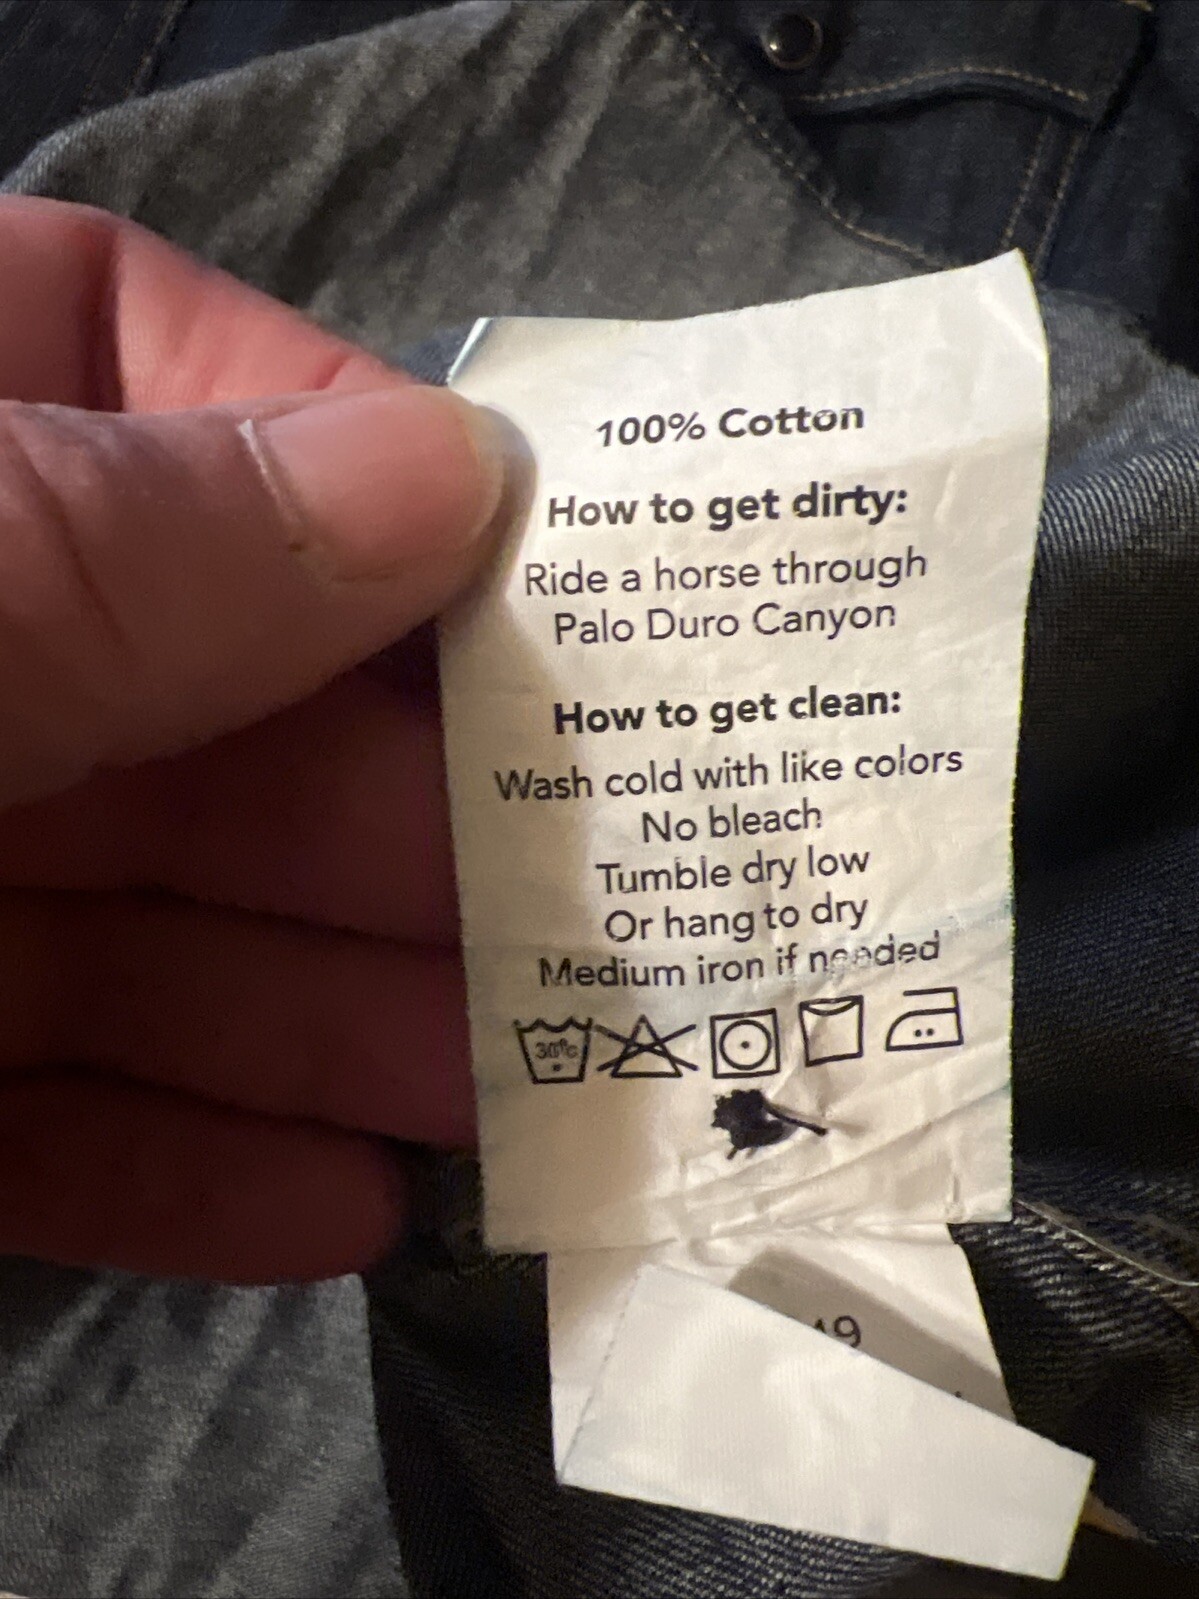 100% Cotton
How to get dirty:
Ride a horse through
Palo Duro Canyon
How to get clean:
Wash cold with like colors
No bleach
Tumble dry low
Or hang to dry
Medium iron if needed
30°c